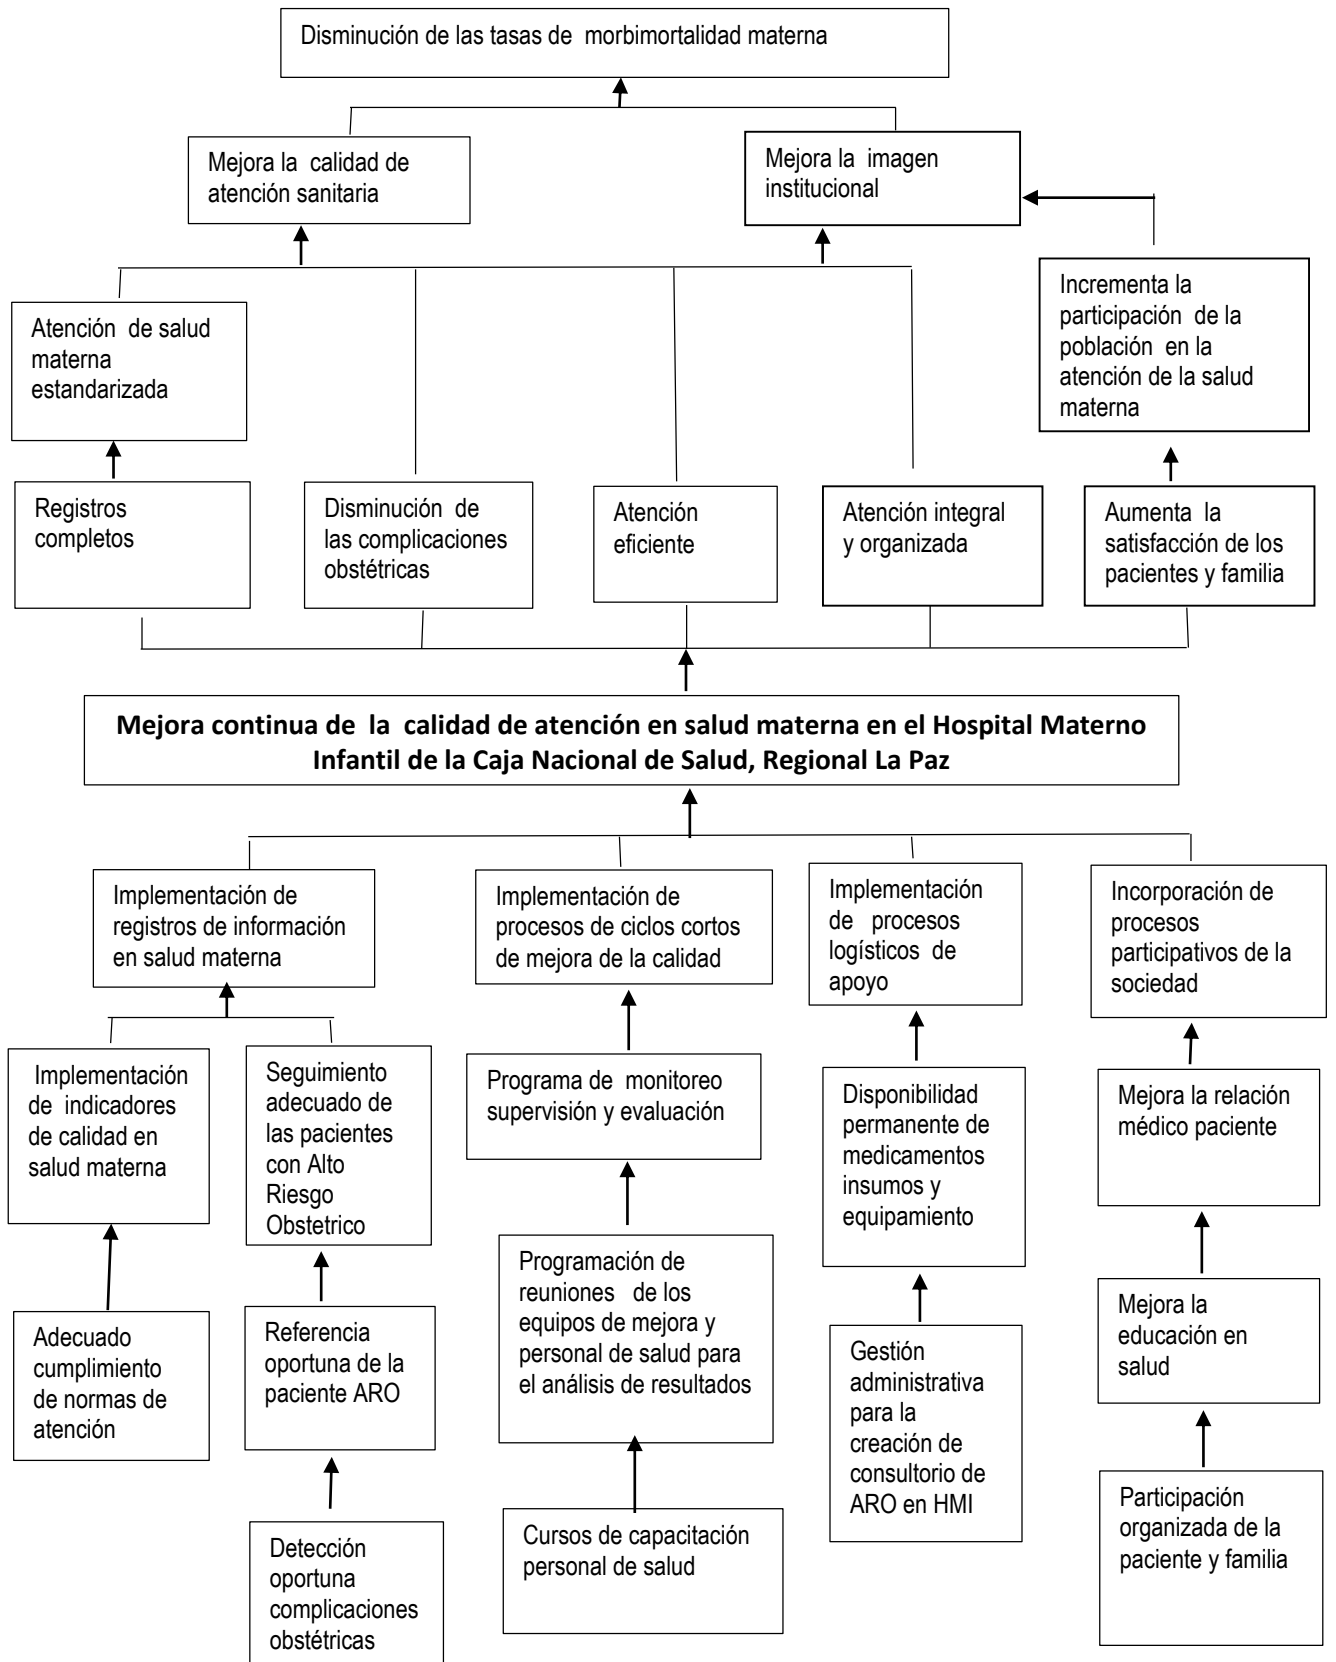 Disminución de las tasas de morbimortalidad materna
Mejora la calidad de
atención sanitaria
Mejora la imagen
institucional
Atención de salud
materna
estandarizada
Incrementa la
participación de la
población en la
atención de la salud
materna
Registros
completos
Disminución de
las complicaciones
obstétricas
Atención
eficiente
Atención integral
y organizada
Aumenta la
satisfacción de los
pacientes y familia
Mejora continua de la calidad de atención en salud materna en el Hospital Materno
Infantil de la Caja Nacional de Salud, Regional La Paz
Implementación de
registros de información
en salud materna
Implementación de
procesos de ciclos cortos
de mejora de la calidad
Implementación
de procesos
logísticos de
apoyo
Incorporación de
procesos
participativos de la
sociedad
Implementación
de indicadores
de calidad en
salud materna
Seguimiento
adecuado de
las pacientes
con Alto
Riesgo
Obstetrico
Programa de monitoreo
supervisión y evaluación
Disponibilidad
permanente de
medicamentos
insumos y
equipamiento
Mejora la relación
médico paciente
Adecuado
cumplimiento
de normas de
atención
Referencia
oportuna de la
paciente ARO
Programación de
reuniones de los
equipos de mejora y
personal de salud para
el análisis de resultados
Gestión
administrativa
para la
creación de
consultorio de
ARO en HMI
Mejora la
educación en
salud
Detección
oportuna
complicaciones
obstétricas
Cursos de capacitación
personal de salud
Participación
organizada de la
paciente y familia